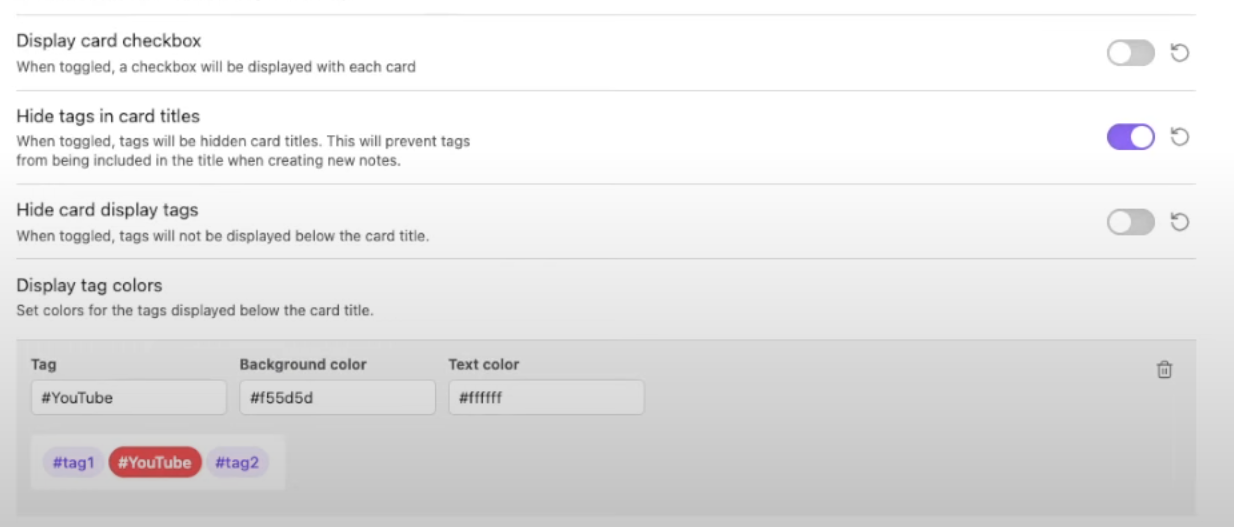 Display card checkbox
When toggled, a checkbox will be displayed with each card
Hide tags in card titles
When toggled, tags will be hidden card titles. This will prevent tags
from being included in the title when creating new notes.
Hide card display tags
When toggled, tags will not be displayed below the card title.
Display tag colors
Set colors for the tags displayed below the card title.
Tag Background color Text color
#YouTube #f55d5d #ffffff
#tag1 #YouTube #tag2